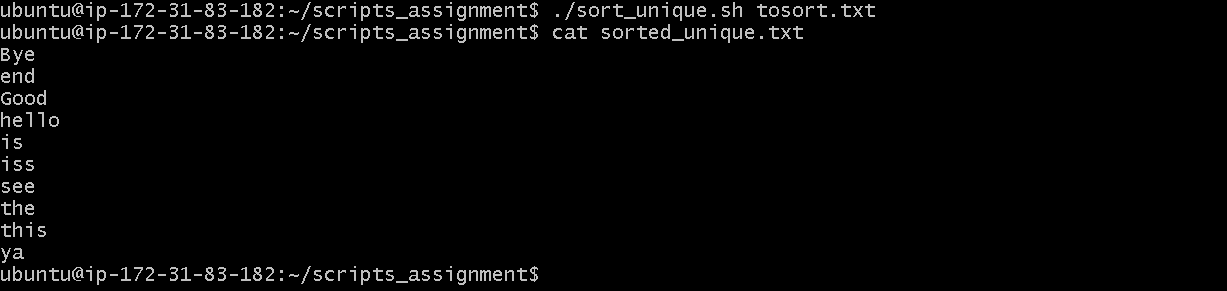 ubuntu@ip-172-31-83-182:~/scripts_assignment$ ./sort_unique.sh tosort.txt
ubuntu@ip-172-31-83-182:~/scripts_assignment$ cat sorted_unique.txt
Bye
end
Good
hello
is
iss
see
the
this
ya
ubuntu@ip-172-31-83-182:~/scripts_assignment$